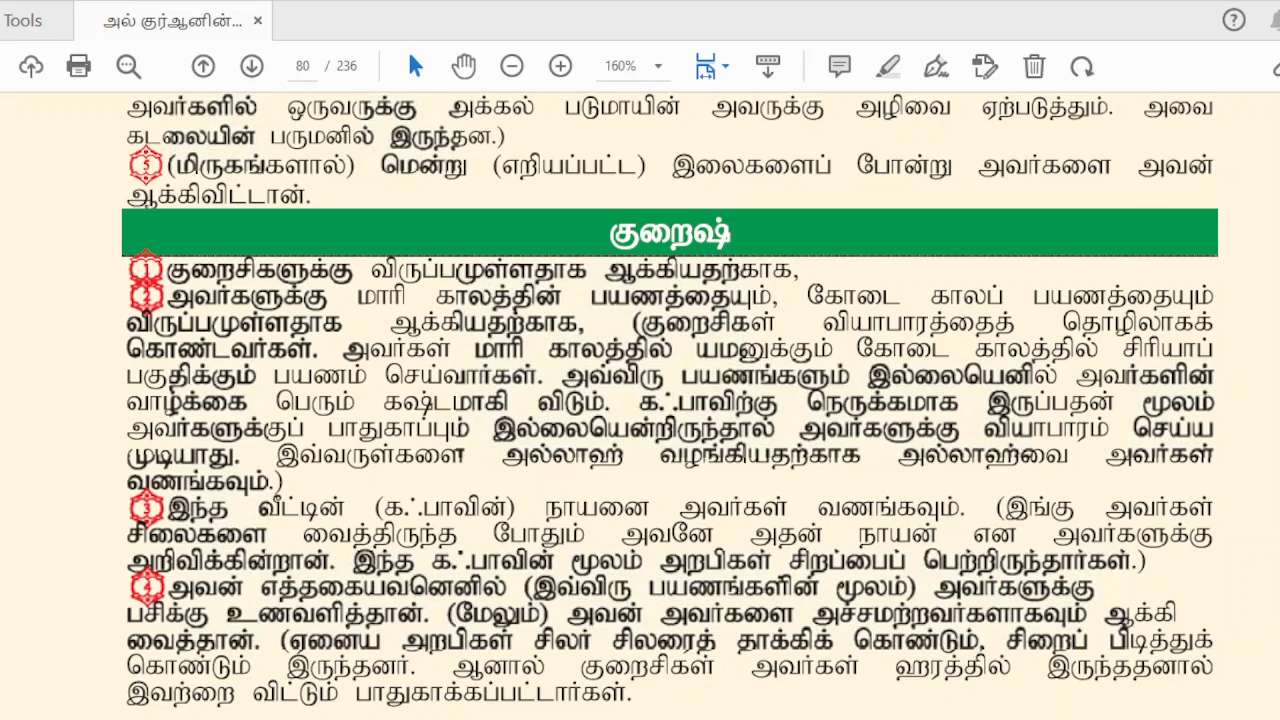 Tools
அல் குர்ஆனின்... ×
80 / 236
160%
அவர்களில் ஒருவருக்கு அக்கல் படுமாயின் அவருக்கு அழிவை ஏற்படுத்தும். அவை
கடலையின் பருமனில் இருந்தன.)
5 (மிருகங்களால்) மென்று (எறியப்பட்ட) இலைகளைப் போன்று அவர்களை அவன்
ஆக்கிவிட்டான்.
குறைஷ்
1 குறைசிகளுக்கு விருப்பமுள்ளதாக ஆக்கியதற்காக,
2 அவர்களுக்கு மாரி காலத்தின் பயணத்தையும், கோடை காலப் பயணத்தையும்
விருப்பமுள்ளதாக ஆக்கியதற்காக, (குறைசிகள் வியாபாரத்தைத் தொழிலாகக்
கொண்டவர்கள். அவர்கள் மாரி காலத்தில் யமனுக்கும் கோடை காலத்தில் சிரியாப்
பகுதிக்கும் பயணம் செய்வார்கள். அவ்விரு பயணங்களும் இல்லையெனில் அவர்களின்
வாழ்க்கை பெரும் கஷ்டமாகி விடும். கஃபாவிற்கு நெருக்கமாக இருப்பதன் மூலம்
அவர்களுக்குப் பாதுகாப்பும் இல்லையென்றிருந்தால் அவர்களுக்கு வியாபாரம் செய்ய
முடியாது. இவ்வருள்களை அல்லாஹ் வழங்கியதற்காக அல்லாஹ்வை அவர்கள்
வணங்கவும்.)
3 இந்த வீட்டின் (கஃபாவின்) நாயனை அவர்கள் வணங்கவும். (இங்கு அவர்கள்
சிலைகளை வைத்திருந்த போதும் அவனே அதன் நாயன் என அவர்களுக்கு
அறிவிக்கின்றான். இந்த கஃபாவின் மூலம் அறபிகள் சிறப்பைப் பெற்றிருந்தார்கள்.)
4 அவன் எத்தகையவனெனில் (இவ்விரு பயணங்களின் மூலம்) அவர்களுக்கு
பசிக்கு உணவளித்தான். (மேலும்) அவன் அவர்களை அச்சமற்றவர்களாகவும் ஆக்கி
வைத்தான். (ஏனைய அறபிகள் சிலர் சிலரைத் தாக்கிக் கொண்டும், சிறைப் பிடித்துக்
கொண்டும் இருந்தனர். ஆனால் குறைசிகள் அவர்கள் ஹரத்தில் இருந்ததனால்
இவற்றை விட்டும் பாதுகாக்கப்பட்டார்கள்.